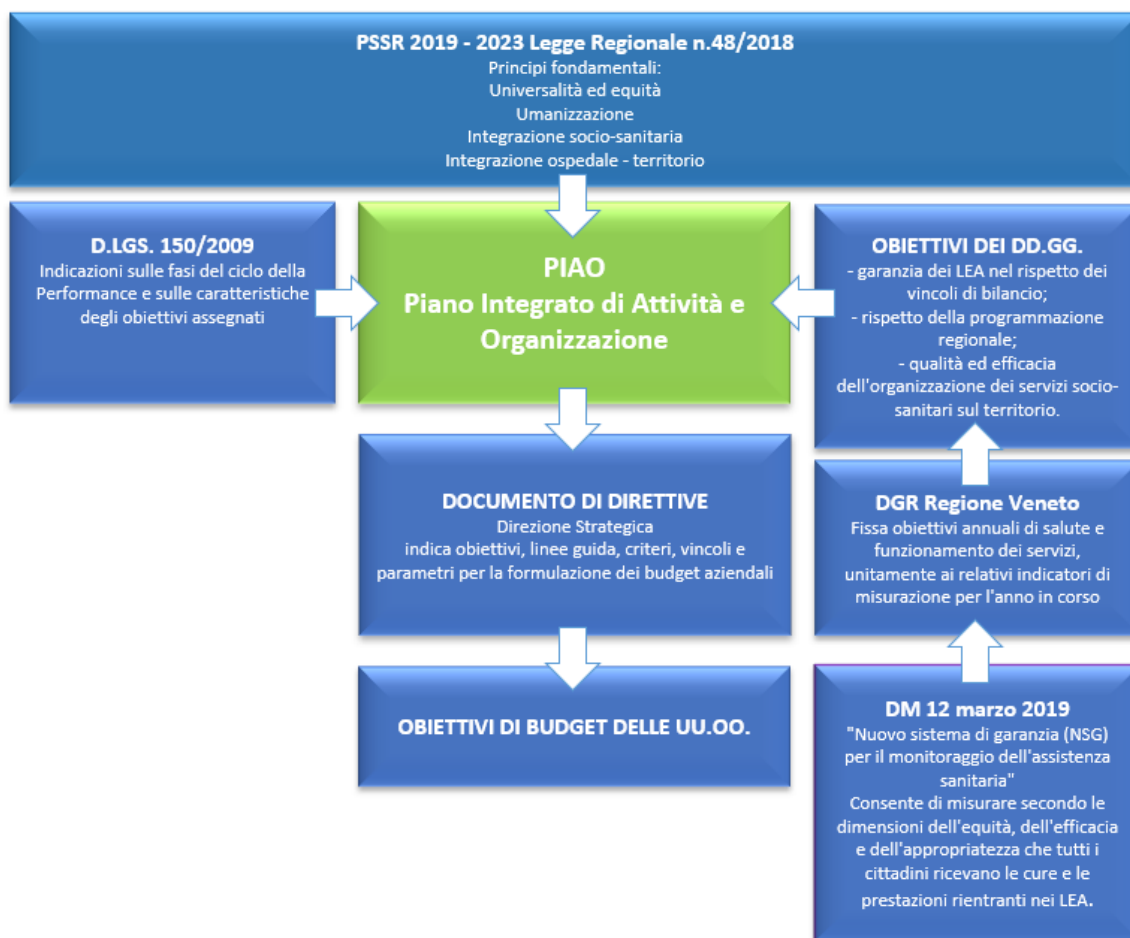 PSSR 2019 - 2023 Legge Regionale n.48/2018
Principi fondamentali:
Universalità ed equità
Umanizzazione
Integrazione socio-sanitaria
Integrazione ospedale - territorio
D.LGS. 150/2009
Indicazioni sulle fasi del ciclo della
Performance e sulle caratteristiche
degli obiettivi assegnati
PIAO
Piano Integrato di Attività e
Organizzazione
OBIETTIVI DEI DD.GG.
- garanzia dei LEA nel rispetto dei
vincoli di bilancio;
- rispetto della programmazione
regionale;
- qualità ed efficacia
dell'organizzazione dei servizi socio-
sanitari sul territorio.
DOCUMENTO DI DIRETTIVE
Direzione Strategica
indica obiettivi, linee guida, criteri, vincoli e
parametri per la formulazione dei budget aziendali
DGR Regione Veneto
Fissa obiettivi annuali di salute e
funzionamento dei servizi,
unitamente ai relativi indicatori di
misurazione per l'anno in corso
OBIETTIVI DI BUDGET DELLE UU.OO.
DM 12 marzo 2019
"Nuovo sistema di garanzia (NSG)
per il monitoraggio dell'assistenza
sanitaria"
Consente di misurare secondo le
dimensioni dell'equità, dell'efficacia
e dell'appropriatezza che tutti i
cittadini ricevano le cure e le
prestazioni rientranti nei LEA.